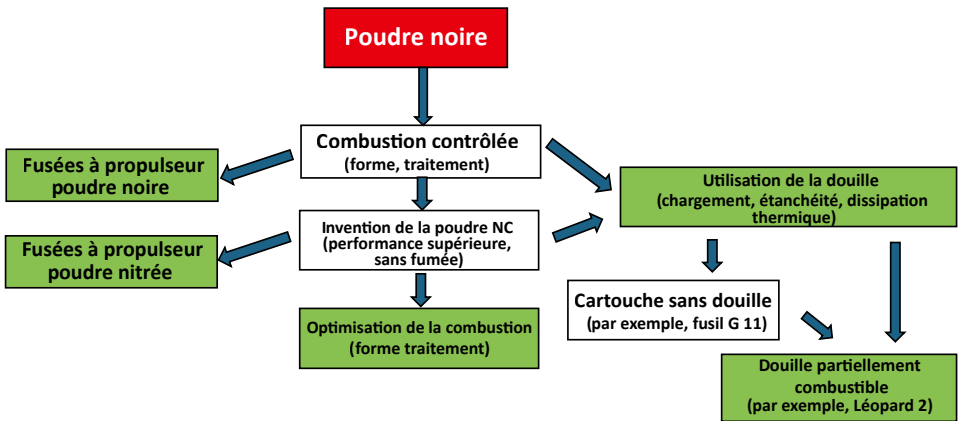 Poudre noire
Combustion contrôlée
(forme, traitement)
Fusées à propulseur
poudre noire
Utilisation de la douille
(chargement, étanchéité, dissipation
thermique)
Invention de la poudre NC
(performance supérieure,
sans fumée)
Fusées à propulseur
poudre nitrée
Cartouche sans douille
(par exemple, fusil G 11)
Optimisation de la combustion
(forme traitement)
Douille partiellement
combustible
(par exemple, Léopard 2)